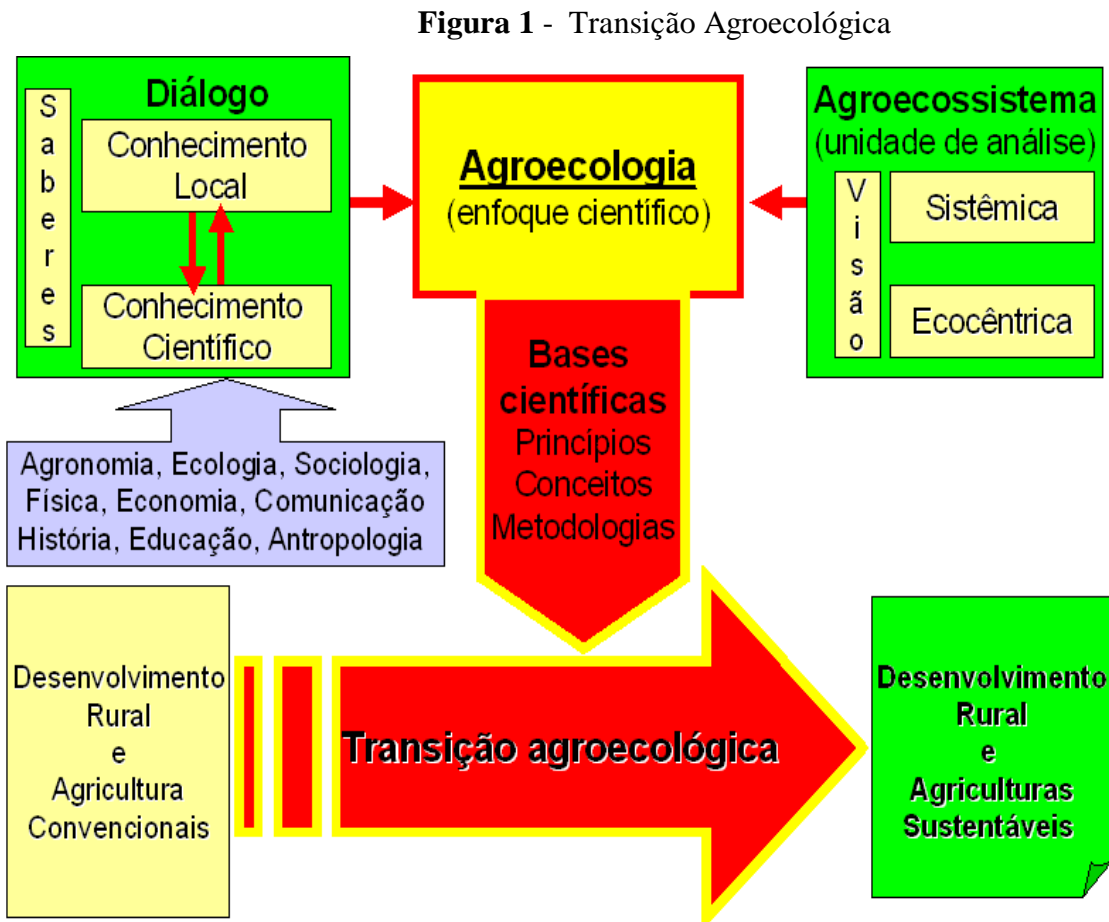 Figura 1 - Transição Agroecológica
Diálogo
Saberes
Conhecimento
Local
Conhecimento
Científico
Agroecologia
(enfoque científico)
Agroecossistema
(unidade de análise)
Visão
Sistêmica
Ecocêntrica
Bases
científicas
Princípios
Conceitos
Metodologias
Agronomia, Ecologia, Sociologia,
Física, Economia, Comunicação
História, Educação, Antropologia
Desenvolvimento
Rural
e
Agricultura
Convencionais
Transição agroecológica
Desenvolvimento
Rural
e
Agriculturas
Sustentáveis